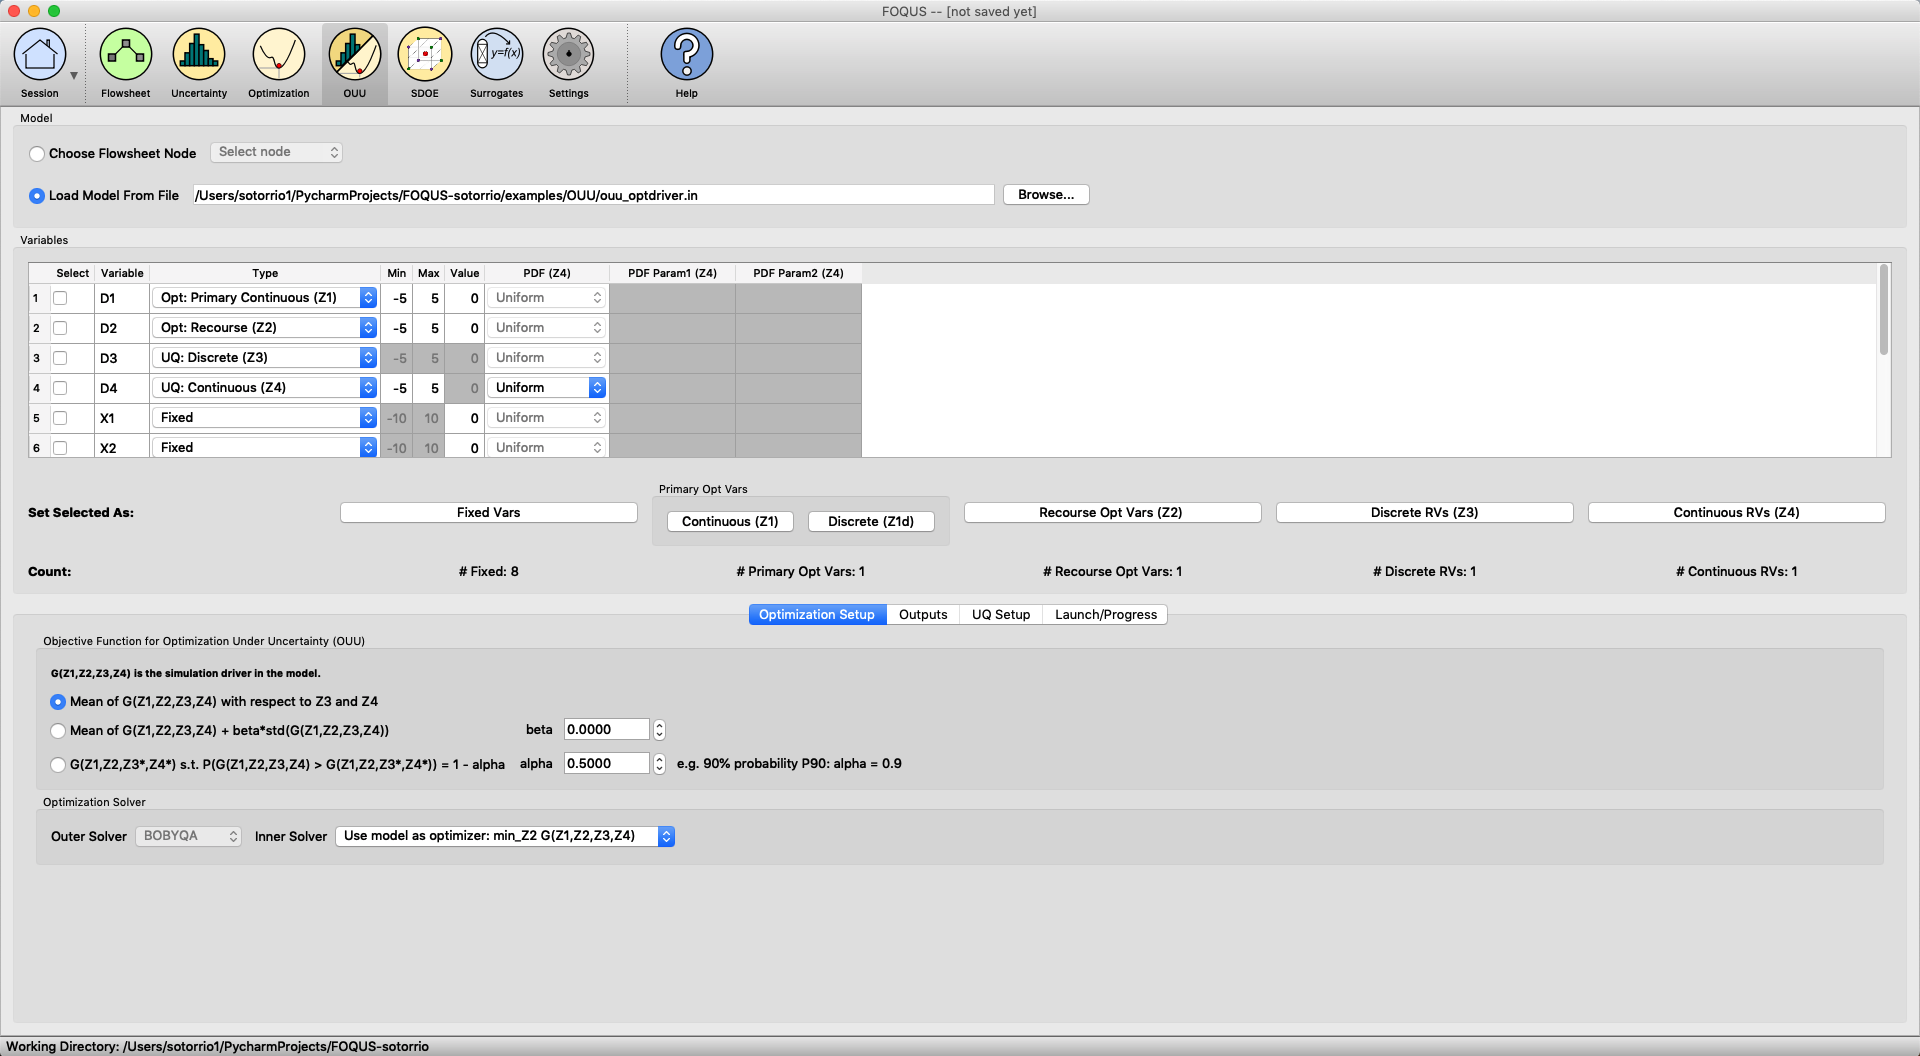 FOQUS -- [not saved yet]
y=f(x)
Session Flowsheet Uncertainty Optimization OUU SDOE Surrogates Settings Help
Model
Choose Flowsheet Node Select node
Load Model From File /Users/sotorrio1/PycharmProjects/FOQUS-sotorrio/examples/OUU/ouu_optdriver.in Browse...
Variables
Select Variable Type Min Max Value PDF (Z4) PDF Param1 (Z4) PDF Param2 (Z4)
1 D1 Opt: Primary Continuous (Z1) -5 5 0 Uniform
2 D2 Opt: Recourse (Z2) -5 5 0 Uniform
3 D3 UQ: Discrete (Z3) -5 5 0 Uniform
4 D4 UQ: Continuous (Z4) -5 5 0 Uniform
5 X1 Fixed -10 10 0 Uniform
6 X2 Fixed -10 10 0 Uniform
Primary Opt Vars
Set Selected As: Fixed Vars Continuous (Z1) Discrete (Z1d) Recourse Opt Vars (Z2) Discrete RVs (Z3) Continuous RVs (Z4)
Count: # Fixed: 8 # Primary Opt Vars: 1 # Recourse Opt Vars: 1 # Discrete RVs: 1 # Continuous RVs: 1
Optimization Setup Outputs UQ Setup Launch/Progress
Objective Function for Optimization Under Uncertainty (OUU)
G(Z1,Z2,Z3,Z4) is the simulation driver in the model.
Mean of G(Z1,Z2,Z3,Z4) with respect to Z3 and Z4
Mean of G(Z1,Z2,Z3,Z4) + beta*std(G(Z1,Z2,Z3,Z4)) beta 0.0000
G(Z1,Z2,Z3*,Z4*) s.t. P(G(Z1,Z2,Z3,Z4) > G(Z1,Z2,Z3*,Z4*)) = 1 - alpha alpha 0.5000 e.g. 90% probability P90: alpha = 0.9
Optimization Solver
Outer Solver BOBYQA Inner Solver Use model as optimizer: min_Z2 G(Z1,Z2,Z3,Z4)
Working Directory: /Users/sotorrio1/PycharmProjects/FOQUS-sotorrio